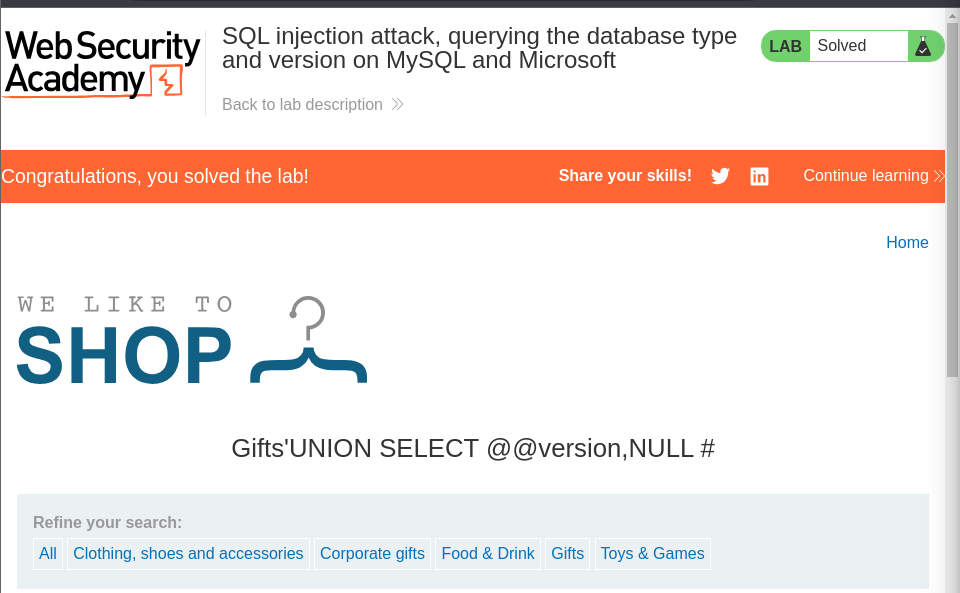 Web Security
Academy
SQL injection attack, querying the database type
and version on MySQL and Microsoft
LAB Solved
Back to lab description
Congratulations, you solved the lab!
Share your skills!
Continue learning
Home
WE LIKE TO
SHOP
Gifts'UNION SELECT @@version,NULL #
Refine your search:
All Clothing, shoes and accessories Corporate gifts Food & Drink Gifts Toys & Games